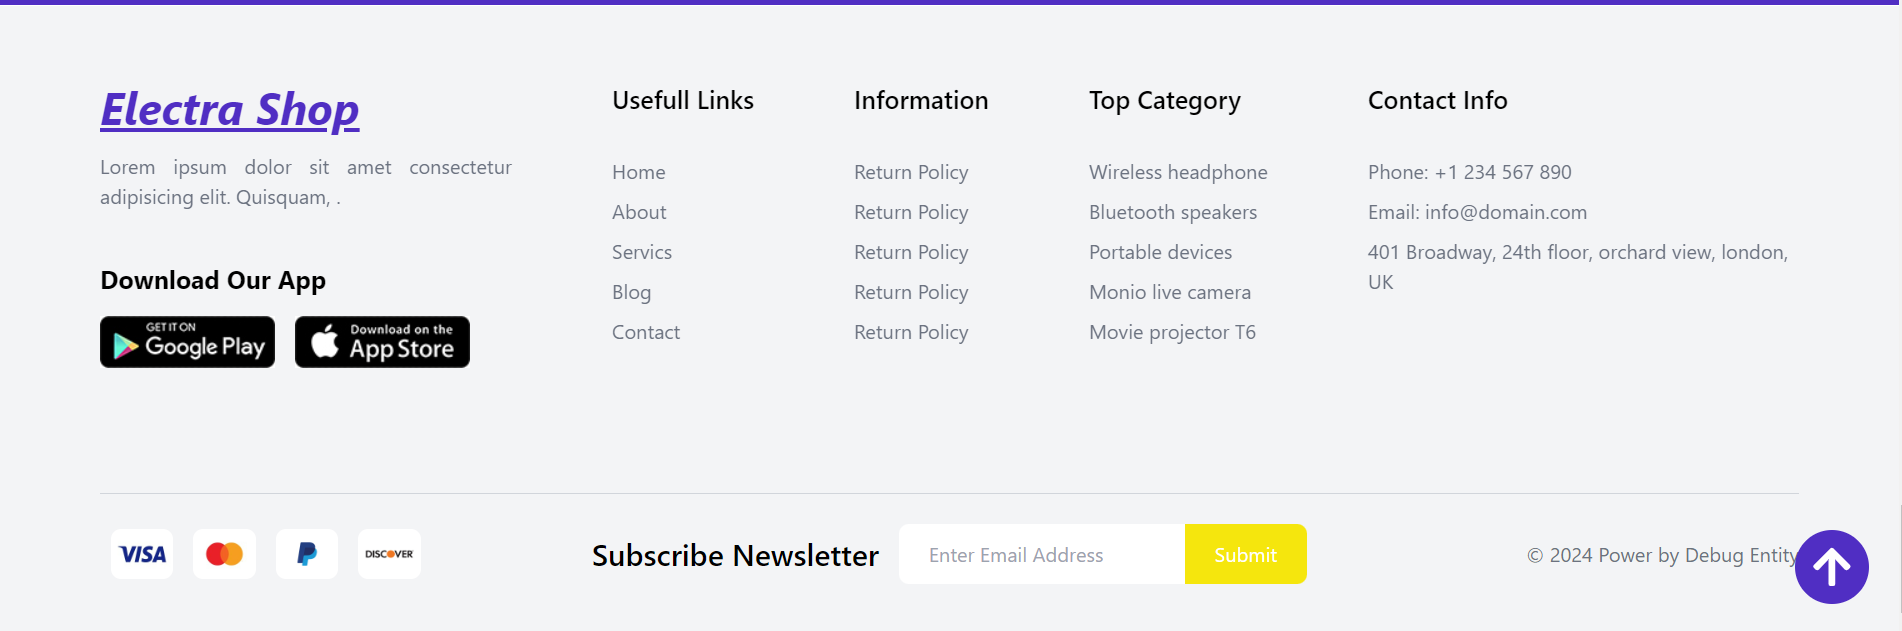 Electra Shop
Lorem ipsum dolor sit amet consectetur
adipisicing elit. Quisquam, .
Download Our App
GET IT ON
Google Play
Download on the
App Store
Usefull Links
Home
About
Servics
Blog
Contact
Information
Return Policy
Return Policy
Return Policy
Return Policy
Return Policy
Top Category
Wireless headphone
Bluetooth speakers
Portable devices
Monio live camera
Movie projector T6
Contact Info
Phone: +1 234 567 890
Email: info@domain.com
401 Broadway, 24th floor, orchard view, london,
UK
VISA
DISCOVER
Subscribe Newsletter
Enter Email Address
Submit
© 2024 Power by Debug Entity